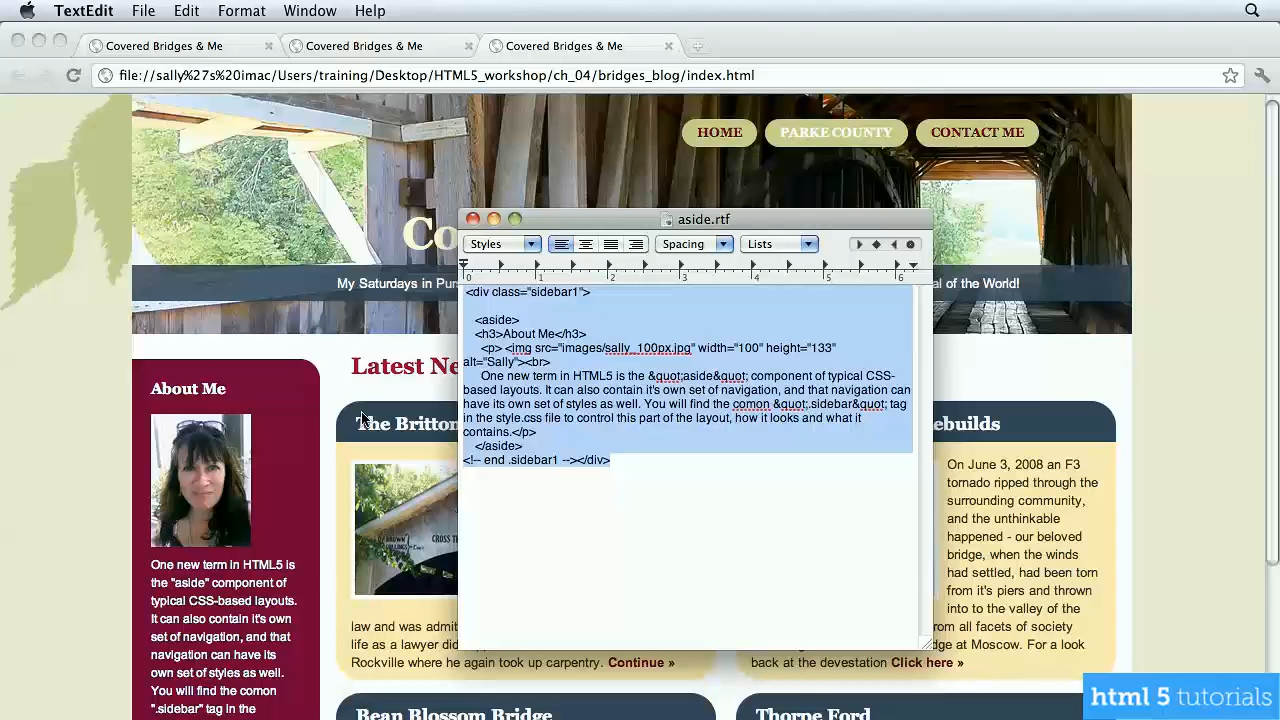 TextEdit File Edit Format Window Help
Covered Bridges & Me Covered Bridges & Me Covered Bridges & Me
file://sally%27s%20imac/Users/training/Desktop/HTML5_workshop/ch_04/bridges_blog/index.html
HOME PARKE COUNTY CONTACT ME
Co
My Saturdays in Pur
al of the World!
aside.rtf
Styles Spacing Lists
0 1 2 3 4 5 6
<div class="sidebar1">
<aside>
<h3>About Me</h3>
<p> <img src="images/sally_100px.jpg" width="100" height="133"
alt="Sally"><br>
One new term in HTML5 is the &quot;aside&quot; component of typical CSS-
based layouts. It can also contain it's own set of navigation, and that navigation can
have its own set of styles as well. You will find the comon &quot;.sidebar&quot; tag
in the style.css file to control this part of the layout, how it looks and what it
contains.</p>
</aside>
<!-- end .sidebar1 --></div>
About Me
One new term in HTML5 is
the "aside" component of
typical CSS-based layouts.
It can also contain it's own
set of navigation, and that
navigation can have its
own set of styles as well.
You will find the comon
".sidebar" tag in the
Latest Ne
The Britton
law and was admit
life as a lawyer di
Rockville where he again took up carpentry. Continue »
ebuilds
On June 3, 2008 an F3
tornado ripped through the
surrounding community,
and the unthinkable
happened - our beloved
bridge, when the winds
had settled, had been torn
from it's piers and thrown
into to the valley of the
rom all facets of society
dge at Moscow. For a look
back at the devestation Click here »
Bean Blossom Bridge
Thorpe Ford
html 5 tutorials